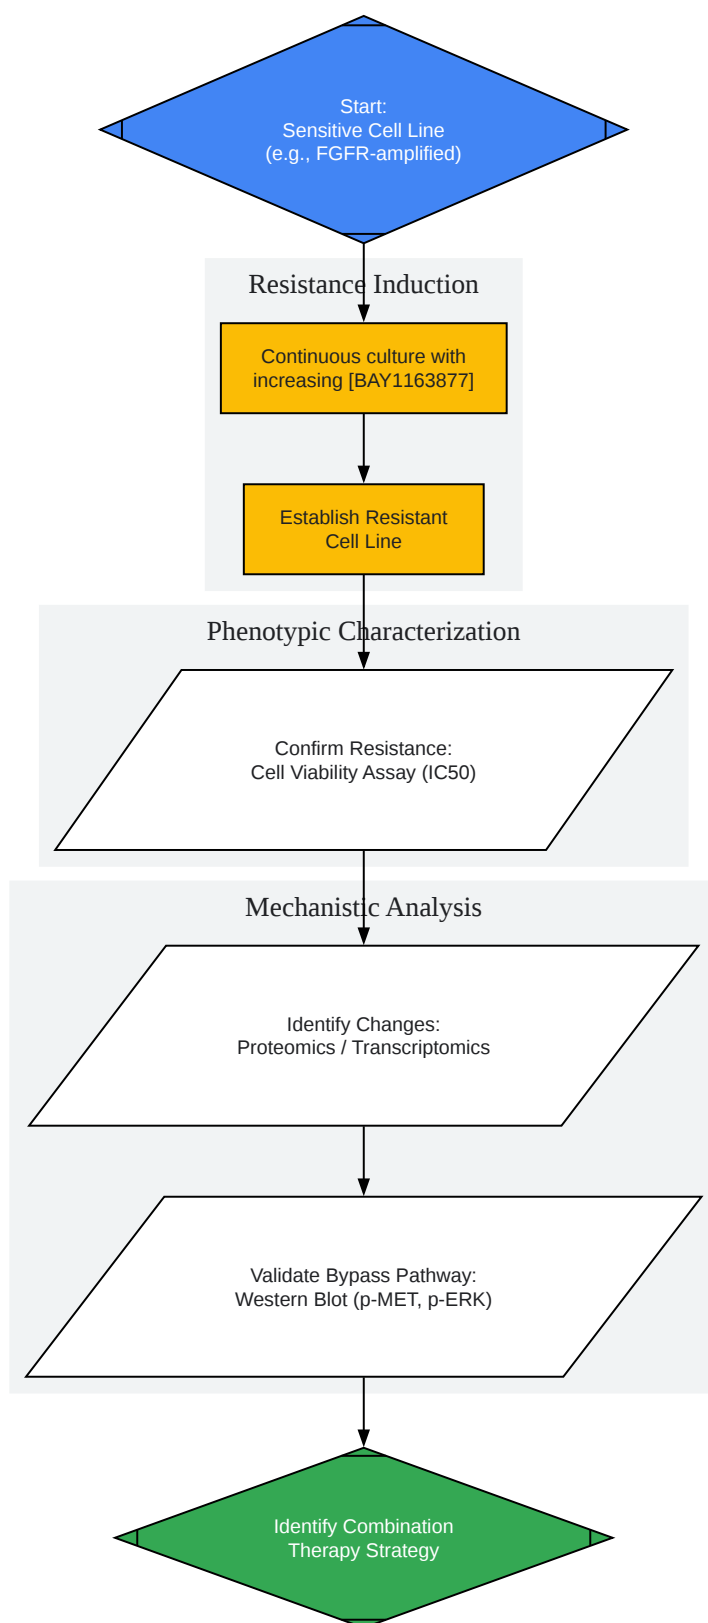 Start:
Sensitive Cell Line
(e.g., FGFR-amplified)
Resistance Induction
Continuous culture with
increasing [BAY1163877]
Establish Resistant
Cell Line
Phenotypic Characterization
Confirm Resistance:
Cell Viability Assay (IC50)
Mechanistic Analysis
Identify Changes:
Proteomics / Transcriptomics
Validate Bypass Pathway:
Western Blot (p-MET, p-ERK)
Identify Combination
Therapy Strategy